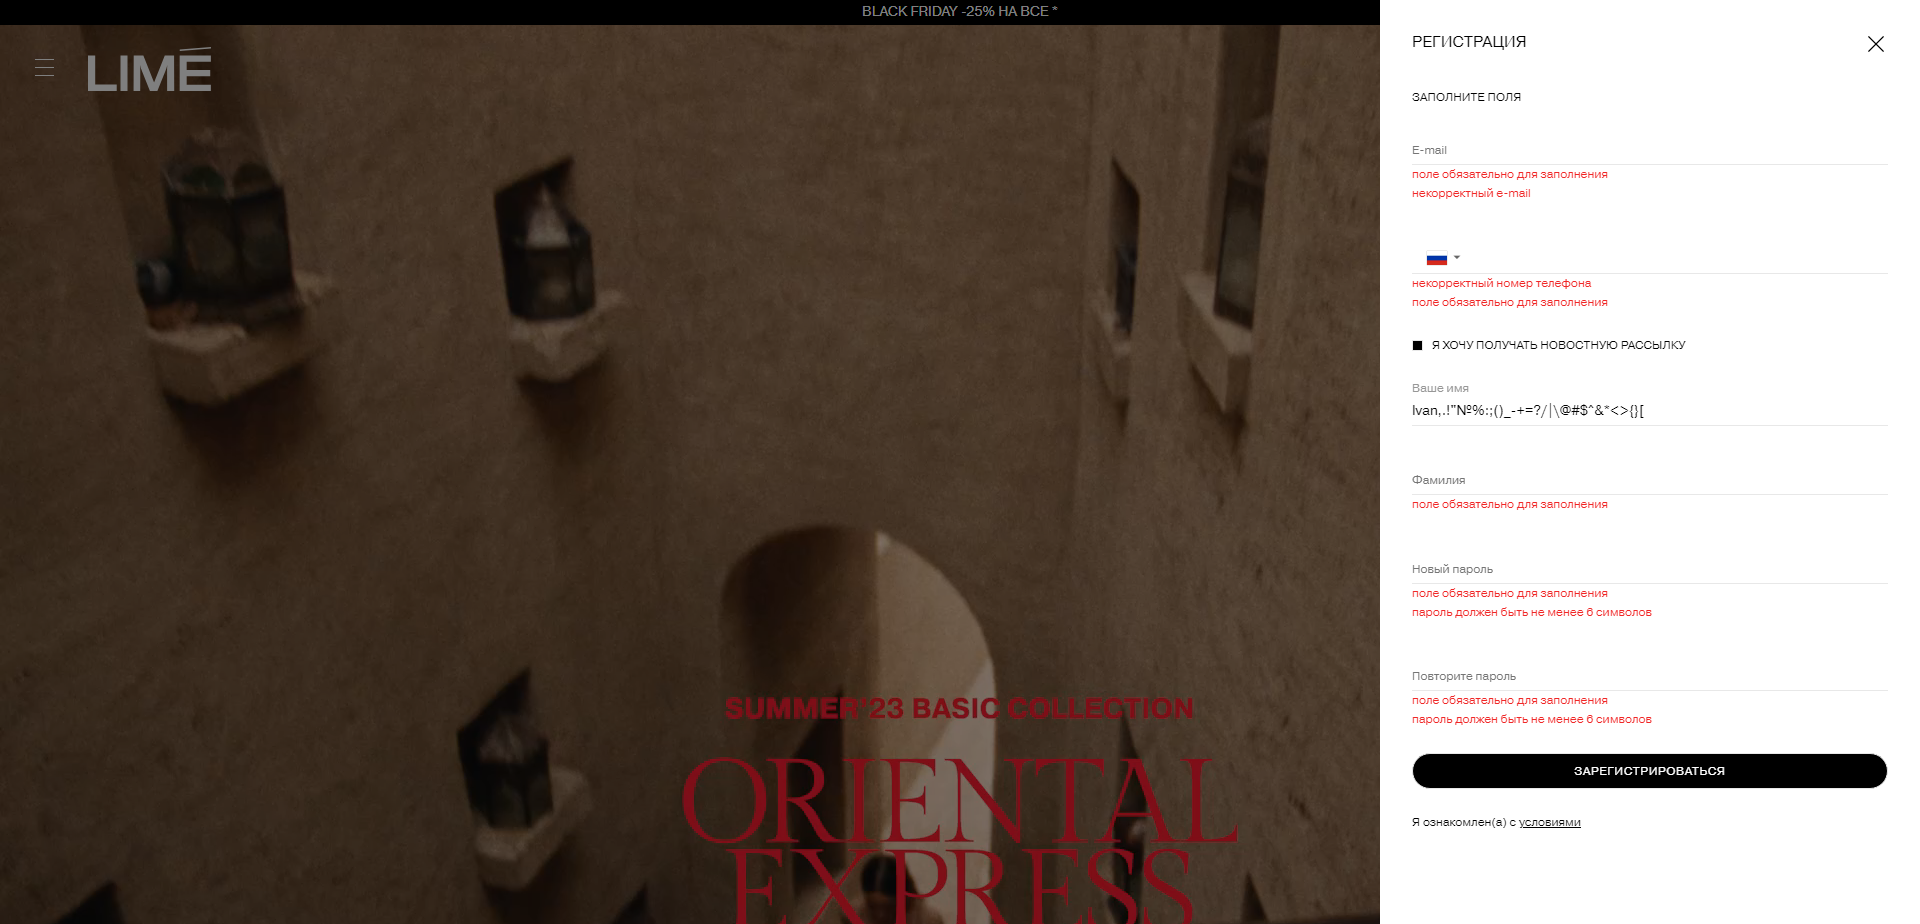 BLACK FRIDAY -25% НА ВСЕ *
LIMÉ
SUMMER'23 BASIC COLLECTION
ORIENTAL
EXPRESS
РЕГИСТРАЦИЯ
ЗАПОЛНИТЕ ПОЛЯ
E-mail
поле обязательно для заполнения
некорректный e-mail
некорректный номер телефона
поле обязательно для заполнения
Я ХОЧУ ПОЛУЧАТЬ НОВОСТНУЮ РАССЫЛКУ
Ваше имя
Ivan,.!"№%:;()_-+=?/|\@#$^&*<>{}[
Фамилия
поле обязательно для заполнения
Новый пароль
поле обязательно для заполнения
пароль должен быть не менее 6 символов
Повторите пароль
поле обязательно для заполнения
пароль должен быть не менее 6 символов
ЗАРЕГИСТРИРОВАТЬСЯ
Я ознакомлен(а) с условиями